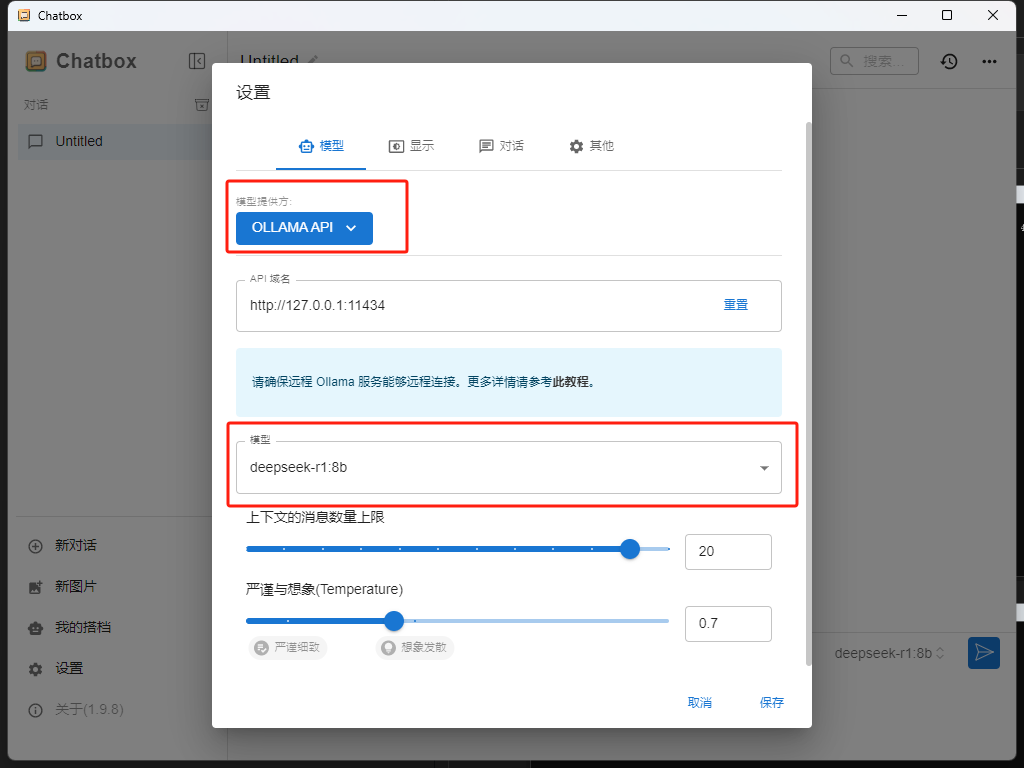 Chatbox
Chatbox
Untitled
搜索...
对话
Untitled
设置
模型
显示
对话
其他
模型提供方:
OLLAMA API
API 域名
http://127.0.0.1:11434
重置
请确保远程 Ollama 服务能够远程连接。更多详情请参考此教程。
模型
deepseek-r1:8b
上下文的消息数量上限
20
严谨与想象(Temperature)
0.7
严谨细致
想象发散
取消
保存
新对话
新图片
我的搭档
设置
关于(1.9.8)
deepseek-r1:8b